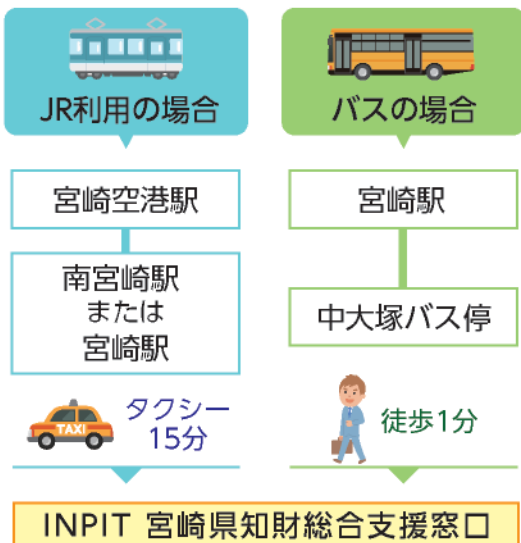 JR利用の場合
宮崎空港駅
南宮崎駅
または
宮崎駅
TAXI
タクシー
15分
バスの場合
宮崎駅
中大塚バス停
徒歩1分
INPIT 宮崎県知財総合支援窓口